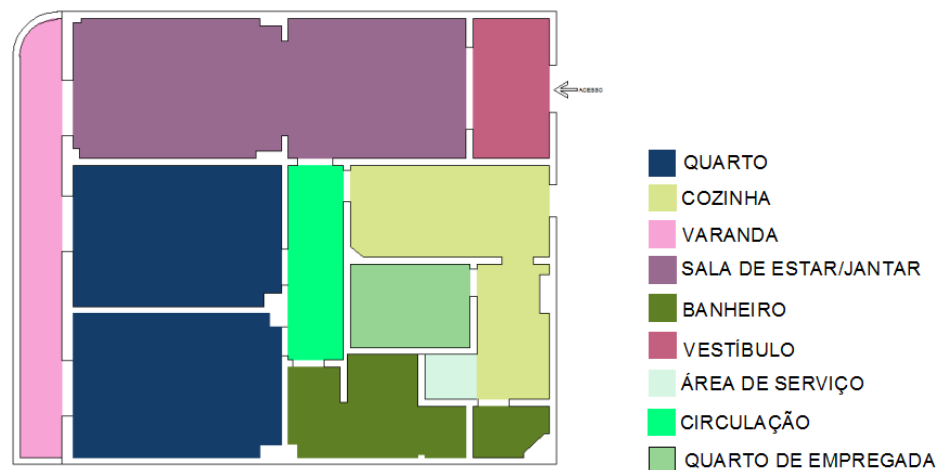 ACESSO
QUARTO
COZINHA
VARANDA
SALA DE ESTAR/JANTAR
BANHEIRO
VESTÍBULO
ÁREA DE SERVIÇO
CIRCULAÇÃO
QUARTO DE EMPREGADA